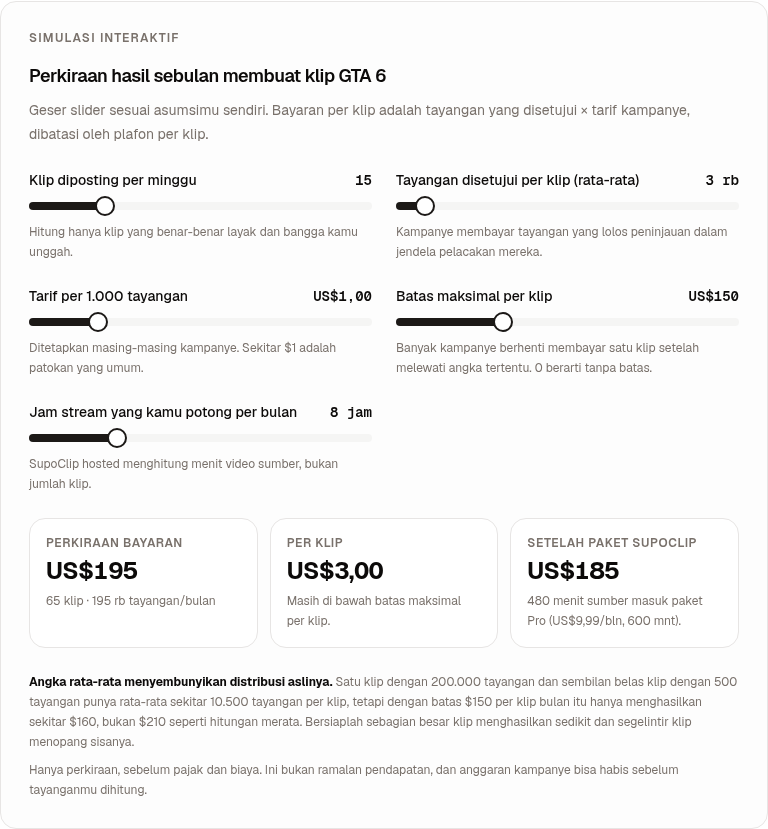 SIMULASI INTERAKTIF
Perkiraan hasil sebulan membuat klip GTA 6
Geser slider sesuai asumsimu sendiri. Bayaran per klip adalah tayangan yang disetujui × tarif kampanye,
dibatasi oleh plafon per klip.
Klip diposting per minggu 15
Hitung hanya klip yang benar-benar layak dan bangga kamu
unggah.
Tayangan disetujui per klip (rata-rata) 3 rb
Kampanye membayar tayangan yang lolos peninjauan dalam
jendela pelacakan mereka.
Tarif per 1.000 tayangan US$1,00
Ditetapkan masing-masing kampanye. Sekitar $1 adalah
patokan yang umum.
Batas maksimal per klip US$150
Banyak kampanye berhenti membayar satu klip setelah
melewati angka tertentu. 0 berarti tanpa batas.
Jam stream yang kamu potong per bulan 8 jam
SupoClip hosted menghitung menit video sumber, bukan
jumlah klip.
PERKIRAAN BAYARAN
US$195
65 klip · 195 rb tayangan/bulan
PER KLIP
US$3,00
Masih di bawah batas maksimal
per klip.
SETELAH PAKET SUPOCLIP
US$185
480 menit sumber masuk paket
Pro (US$9,99/bln, 600 mnt).
Angka rata-rata menyembunyikan distribusi aslinya. Satu klip dengan 200.000 tayangan dan sembilan belas klip dengan 500
tayangan punya rata-rata sekitar 10.500 tayangan per klip, tetapi dengan batas $150 per klip bulan itu hanya menghasilkan
sekitar $160, bukan $210 seperti hitungan merata. Bersiaplah sebagian besar klip menghasilkan sedikit dan segelintir klip
menopang sisanya.
Hanya perkiraan, sebelum pajak dan biaya. Ini bukan ramalan pendapatan, dan anggaran kampanye bisa habis sebelum
tayanganmu dihitung.